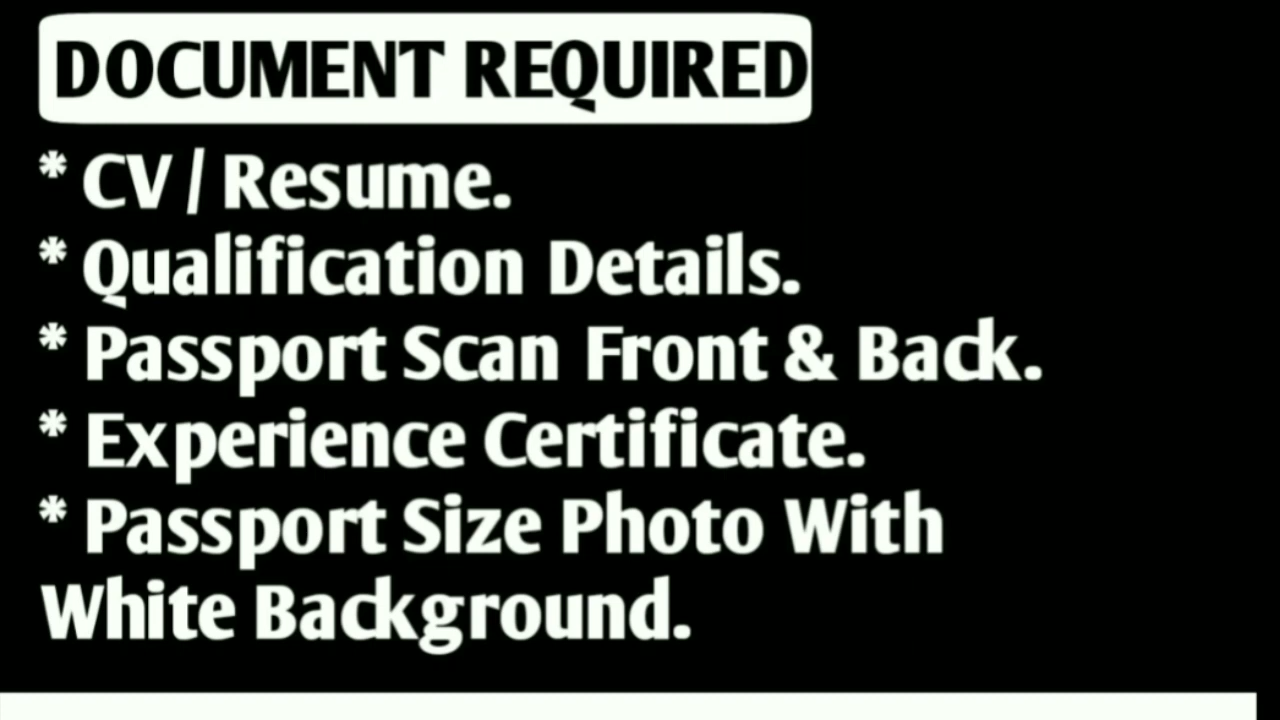 DOCUMENT REQUIRED
* CV / Resume.
* Qualification Details.
* Passport Scan Front & Back.
* Experience Certificate.
* Passport Size Photo With
White Background.